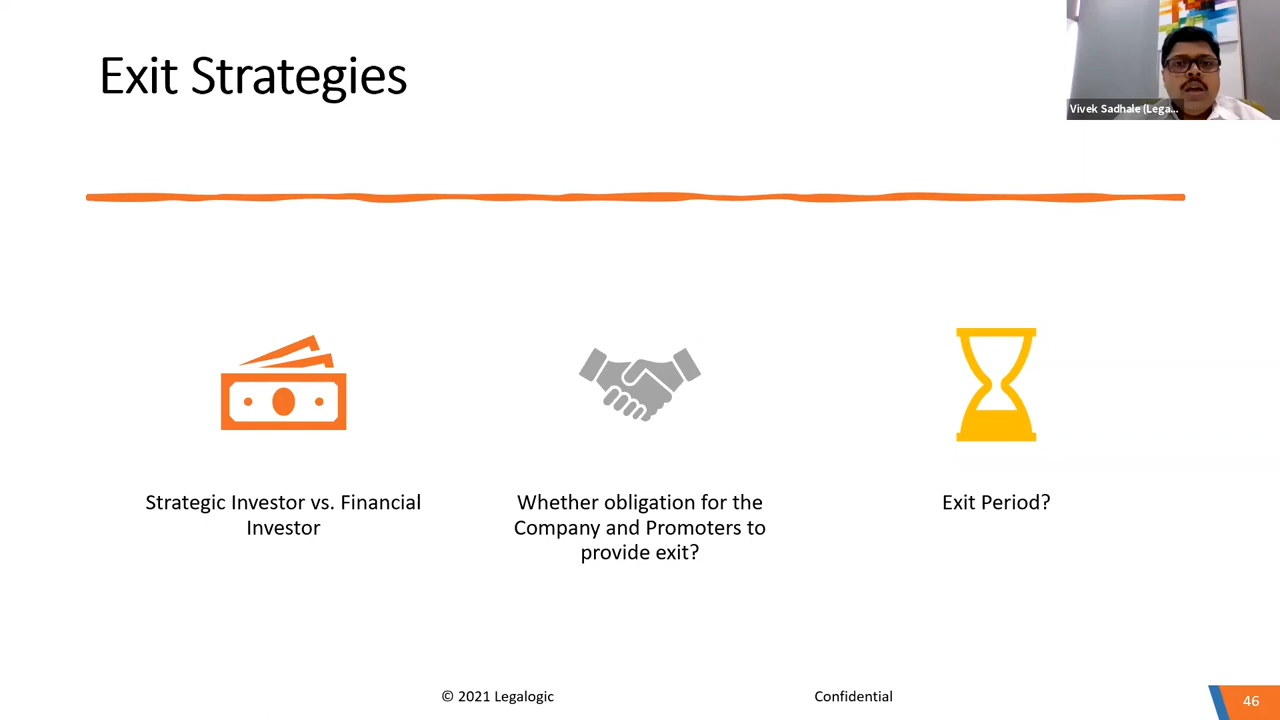 Exit Strategies
Vivek Sadhale (Lega...
Strategic Investor vs. Financial
Investor
Whether obligation for the
Company and Promoters to
provide exit?
Exit Period?
© 2021 Legalogic
Confidential
46